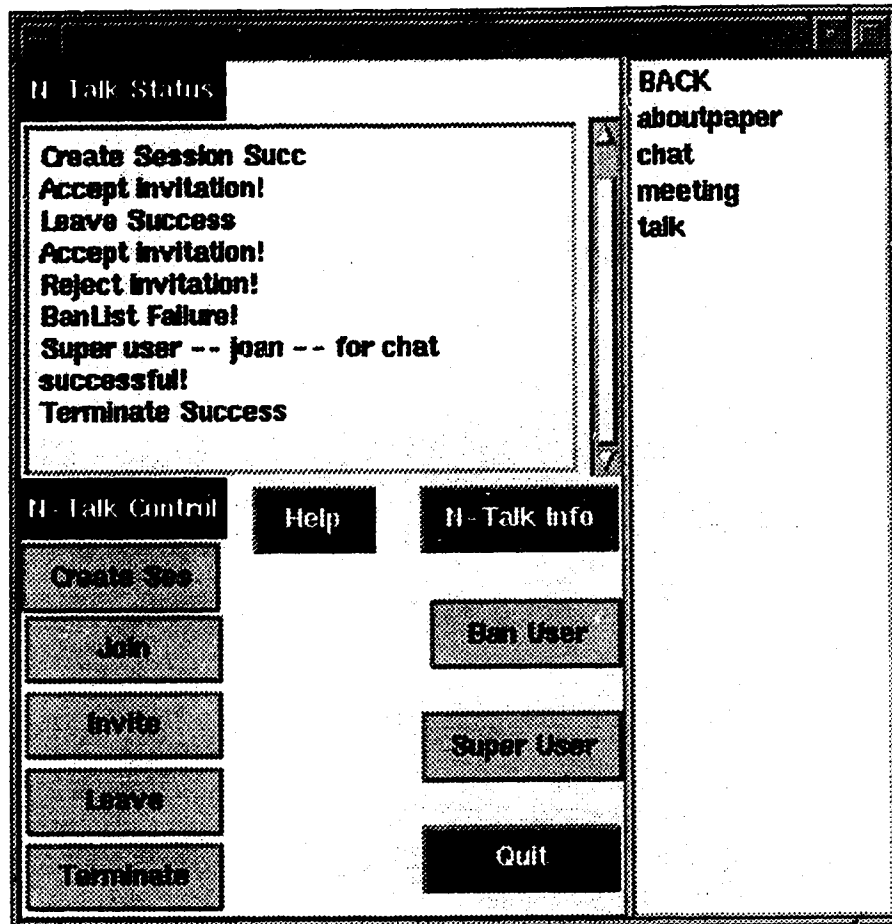 N-Talk Status
Create Session Succ
Accept Invitation!
Leave Success
Accept Invitation!
Reject Invitation!
BanList Failure!
Super user -- joan -- for chat
successful!
Terminate Success
BACK
aboutpaper
chat
meeting
talk
N-Talk Control
Help
N-Talk Info
Create Ses
Join
Invite
Leave
Terminate
Ban User
Super User
Quit